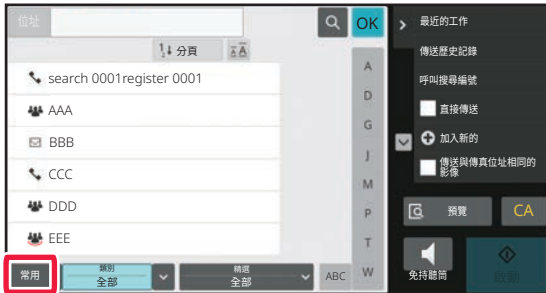 位址
OK
1↓ 分頁
search 0001register 0001
AAA
BBB
CCC
DDD
EEE
A
D
G
J
M
P
T
W
常用
類別
全部
精選
全部
ABC
最近的工作
傳送歷史記錄
呼叫搜尋編號
直接傳送
加入新的
傳送與傳真位址相同的
影像
預覽
CA
免持聽筒
啟動